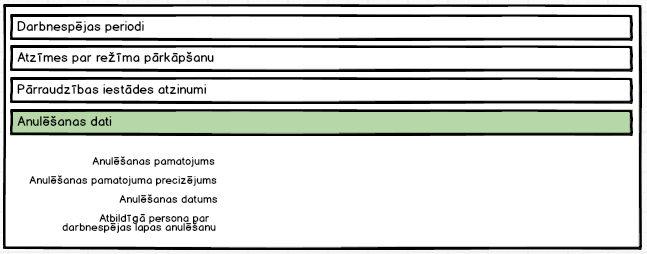 Darbnespējas periodi
Atzīmes par režīma pārkāpšanu
Pārraudzības iestādes atzinumi
Anulēšanas dati
Anulēšanas pamatojums
Anulēšanas pamatojuma precizējums
Anulēšanas datums
Atbildīgā persona par
darbnespējas lapas anulēšanu